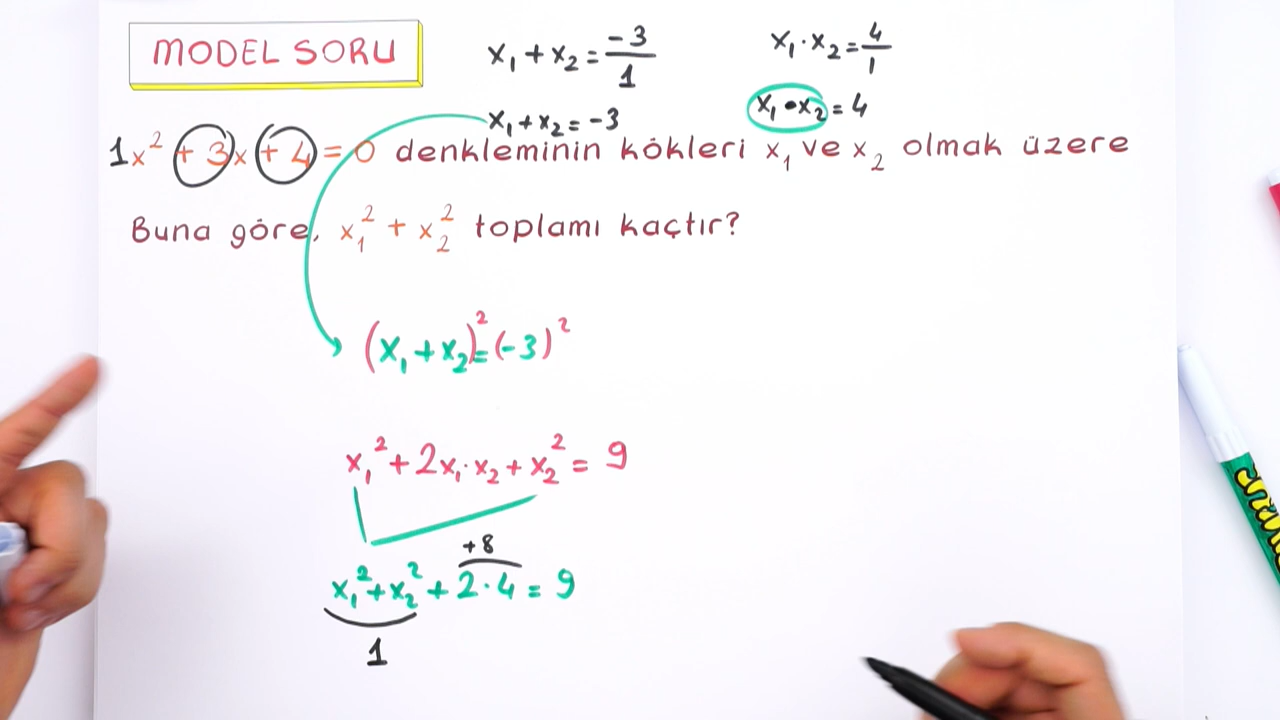 MODEL SORU
x₁ + x₂ = -3/1
x₁ · x₂ = 4/1
x₁ + x₂ = -3
x₁ • x₂ = 4
1x² + 3x + 4 = 0 denkleminin kökleri x₁ ve x₂ olmak üzere
Buna göre, x₁² + x₂² toplamı kaçtır?
(x₁ + x₂)² = (-3)²
x₁² + 2x₁·x₂ + x₂² = 9
+8
x₁² + x₂² + 2·4 = 9
1